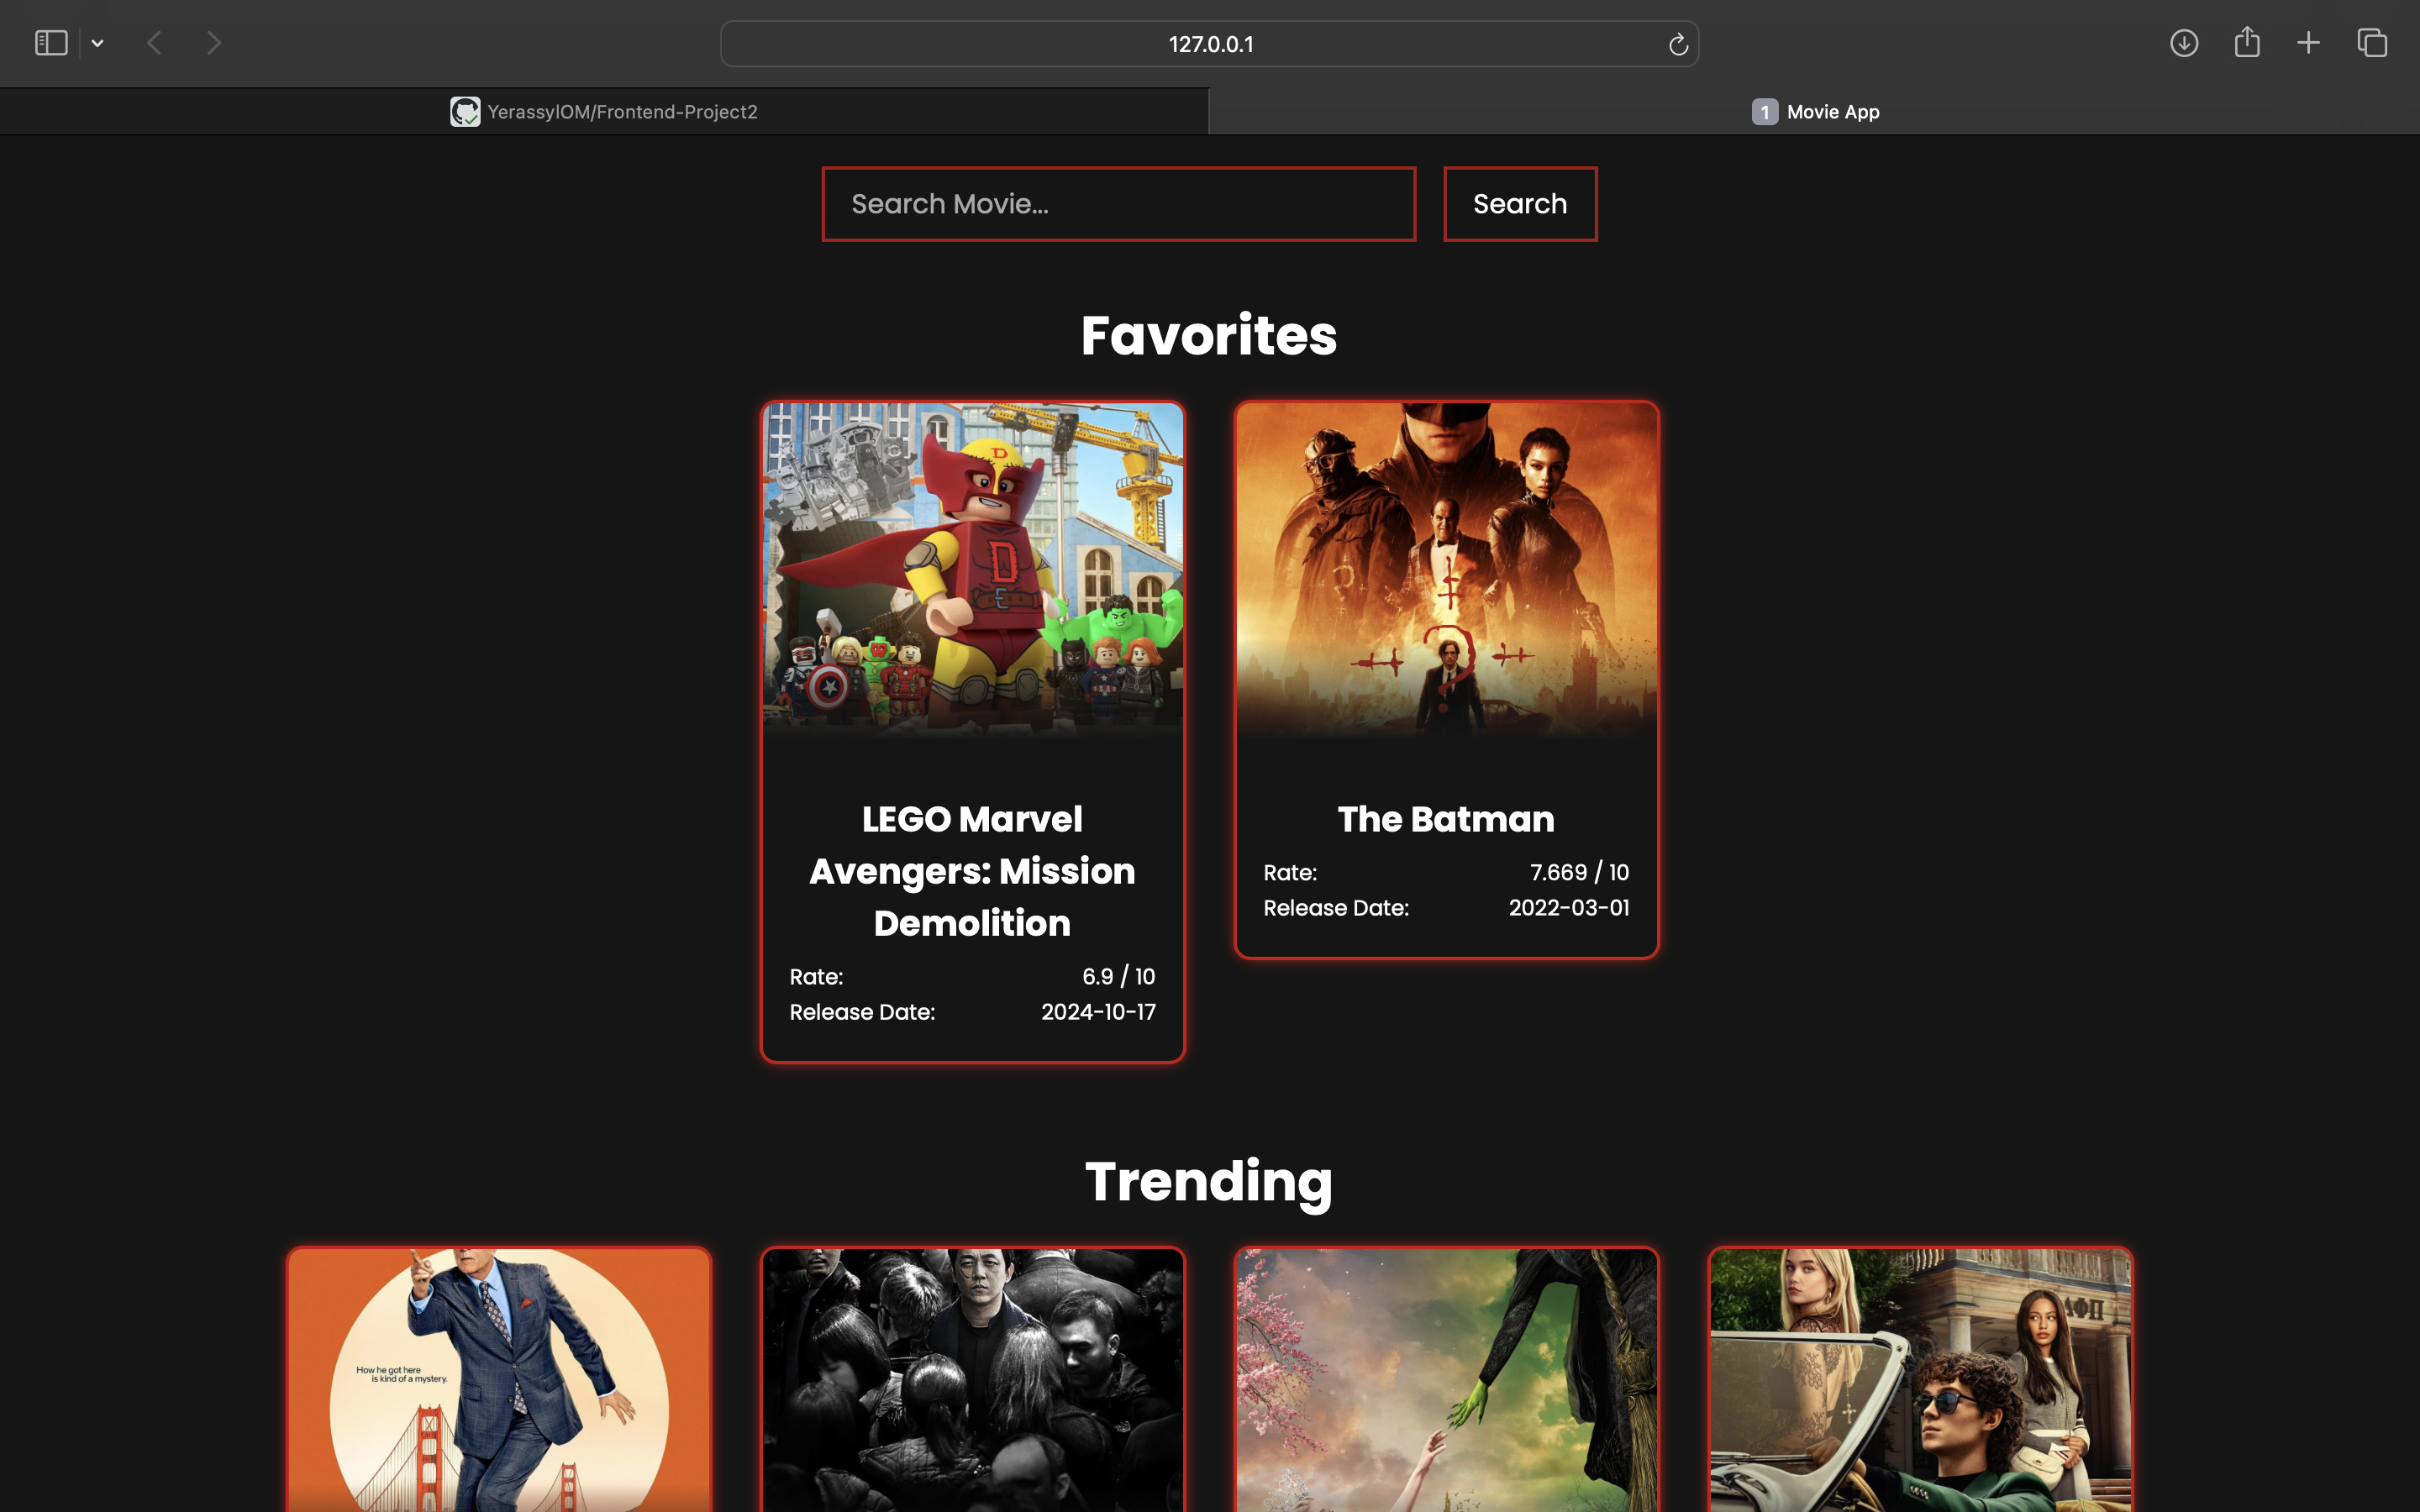 127.0.0.1
YerassylOM/Frontend-Project2
1 Movie App
Search Movie...
Search
Favorites
D
D
E
LEGO Marvel
Avengers: Mission
Demolition
Rate: 6.9 / 10
Release Date: 2024-10-17
The Batman
Rate: 7.669 / 10
Release Date: 2022-03-01
Trending
How he got here
is kind of a mystery.
ΔΦΠ